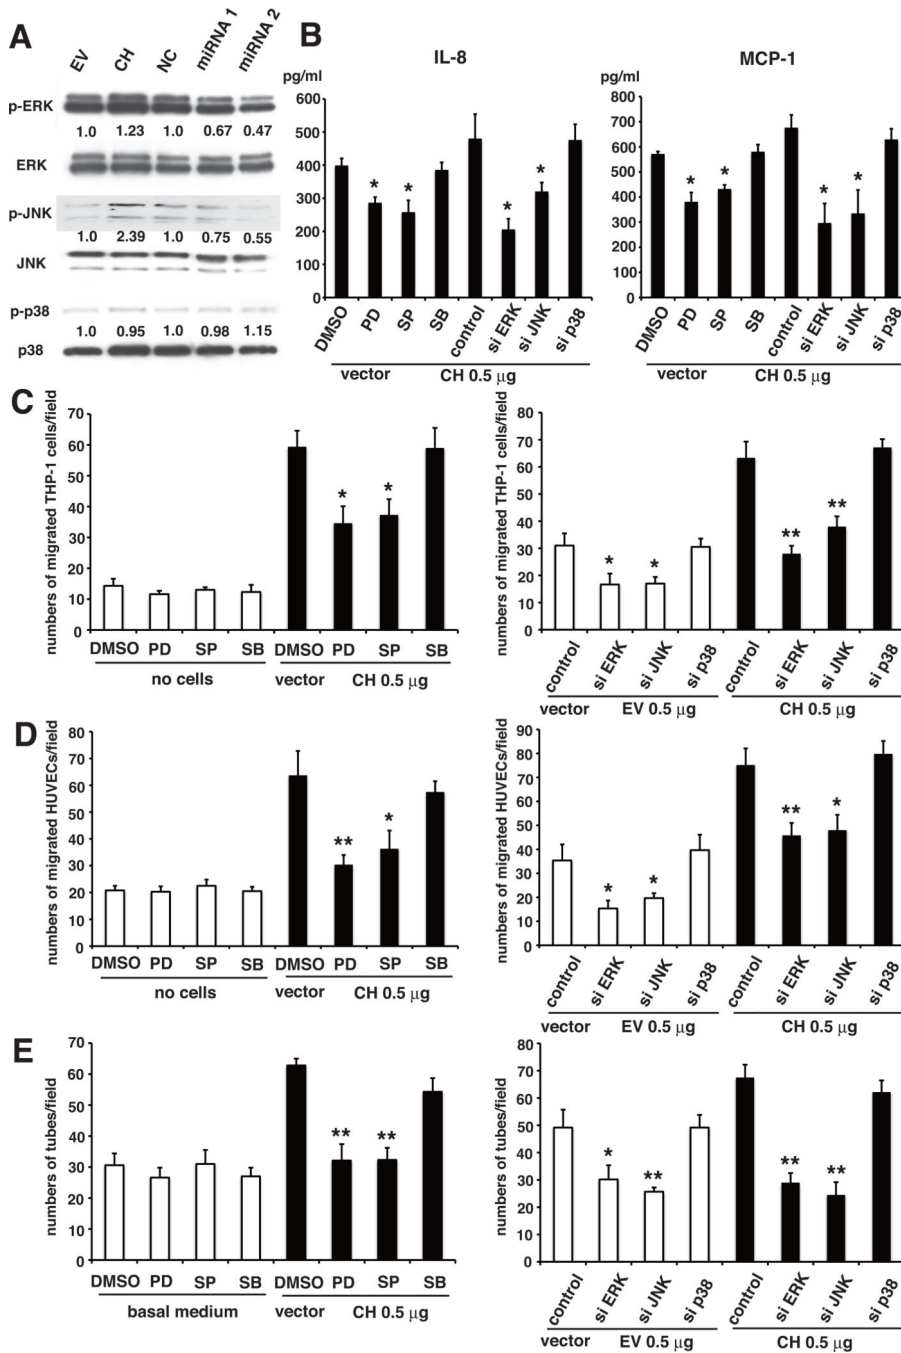 A
EV CH NC miRNA 1 miRNA 2
p-ERK
1.0 1.23 1.0 0.67 0.47
ERK
p-JNK
1.0 2.39 1.0 0.75 0.55
JNK
p-p38
1.0 0.95 1.0 0.98 1.15
p38
B
IL-8
pg/ml
600
500
400
300
200
100
0
* * * *
DMSO PD SP SB control si ERK si JNK si p38
vector CH 0.5 μg
MCP-1
pg/ml
800
700
600
500
400
300
200
100
0
* * * *
DMSO PD SP SB control si ERK si JNK si p38
vector CH 0.5 μg
C
numbers of migrated THP-1 cells/field
70
60
50
40
30
20
10
0
* *
DMSO PD SP SB DMSO PD SP SB
no cells vector CH 0.5 μg
numbers of migrated THP-1 cells/field
80
70
60
50
40
30
20
10
0
* * ** **
control si ERK si JNK si p38 control si ERK si JNK si p38
vector EV 0.5 μg CH 0.5 μg
D
numbers of migrated HUVECs/field
80
70
60
50
40
30
20
10
0
** *
DMSO PD SP SB DMSO PD SP SB
no cells vector CH 0.5 μg
numbers of migrated HUVECs/field
90
80
70
60
50
40
30
20
10
0
* * ** *
control si ERK si JNK si p38 control si ERK si JNK si p38
vector EV 0.5 μg CH 0.5 μg
E
numbers of tubes/field
70
60
50
40
30
20
10
0
** **
DMSO PD SP SB DMSO PD SP SB
basal medium vector CH 0.5 μg
numbers of tubes/field
80
70
60
50
40
30
20
10
0
* ** ** **
control si ERK si JNK si p38 control si ERK si JNK si p38
vector EV 0.5 μg CH 0.5 μg